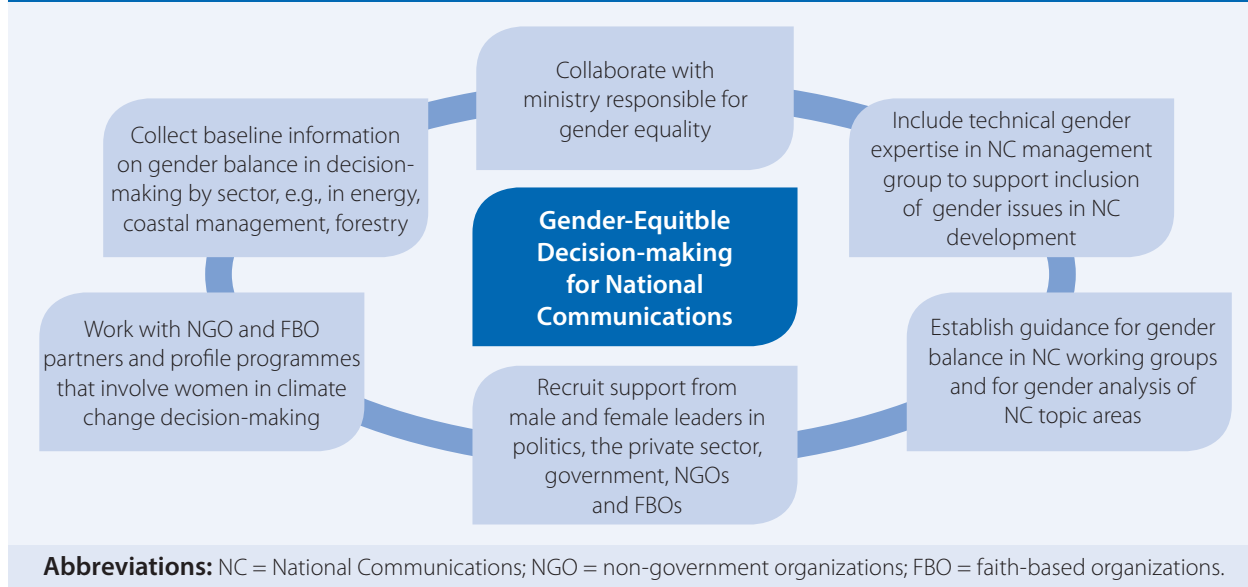 Collaborate with
ministry responsible for
gender equality
Include technical gender
expertise in NC management
group to support inclusion
of gender issues in NC
development
Establish guidance for gender
balance in NC working groups
and for gender analysis of
NC topic areas
Recruit support from
male and female leaders in
politics, the private sector,
government, NGOs
and FBOs
Work with NGO and FBO
partners and profile programmes
that involve women in climate
change decision-making
Collect baseline information
on gender balance in decision-
making by sector, e.g., in energy,
coastal management, forestry
Gender-Equitble
Decision-making
for National
Communications
Abbreviations: NC = National Communications; NGO = non-government organizations; FBO = faith-based organizations.